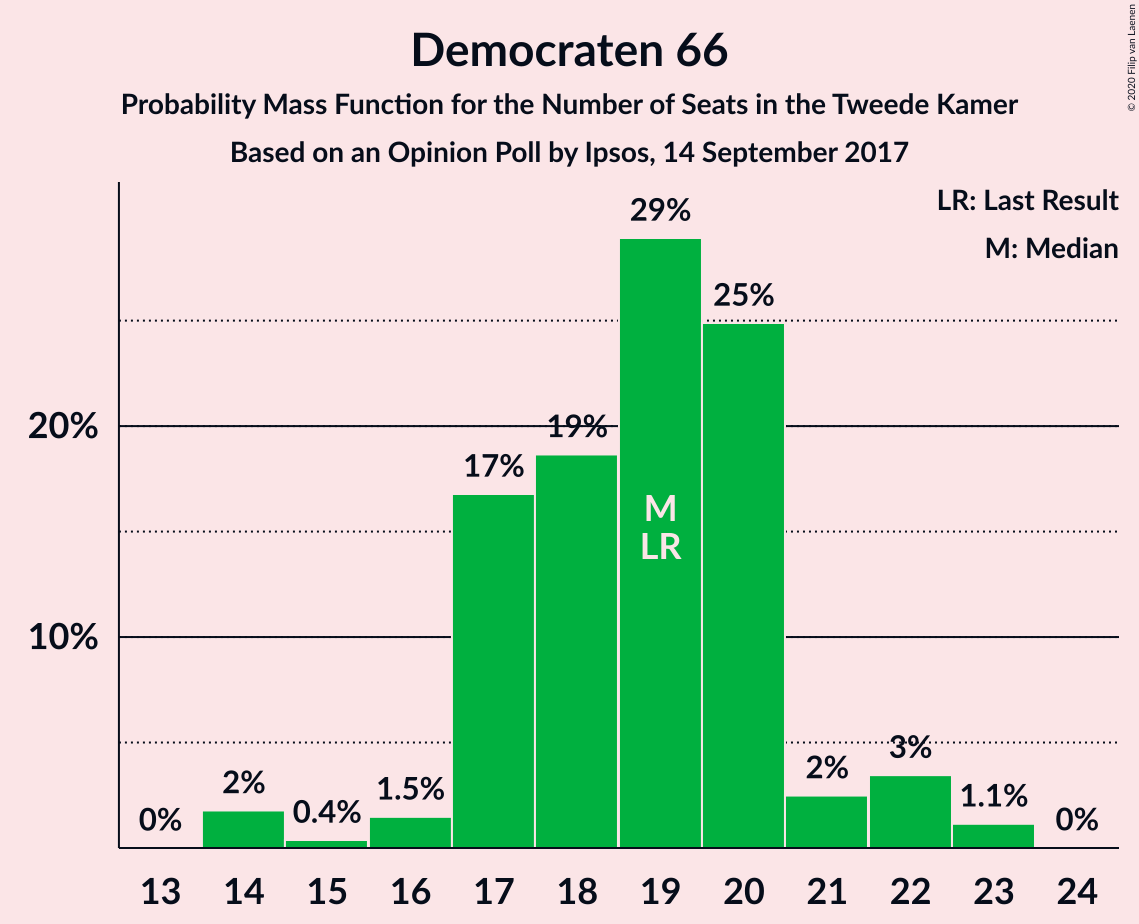 Democraten 66
Probability Mass Function for the Number of Seats in the Tweede Kamer
Based on an Opinion Poll by Ipsos, 14 September 2017
© 2020 Filip van Laenen
LR: Last Result
M: Median
29%
25%
20%
19%
17%
M
LR
10%
3%
2%
2%
1.5%
1.1%
0.4%
0%
0%
13 14 15 16 17 18 19 20 21 22 23 24